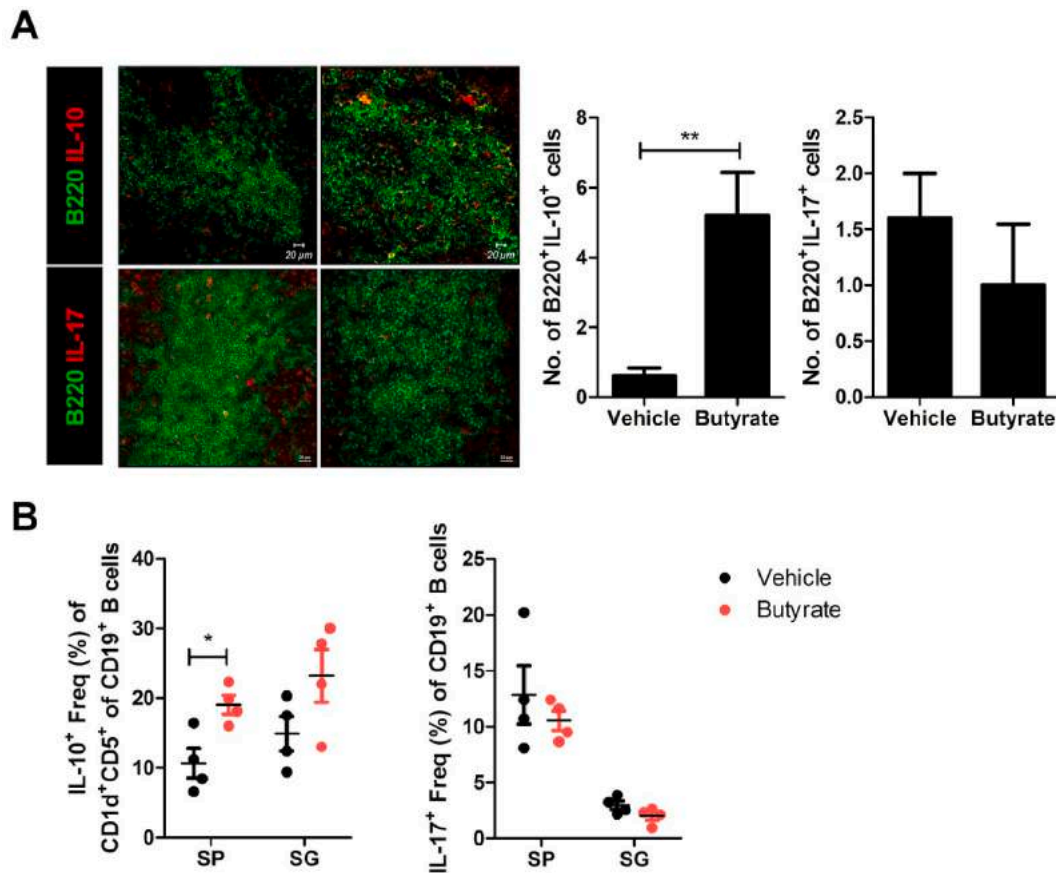 A
B220 IL-10
B220 IL-17
20 µm
20 µm
No. of B220+IL-10+ cells
8
6
4
2
0
**
Vehicle
Butyrate
No. of B220+IL-17+ cells
2.5
2.0
1.5
1.0
0.5
0.0
Vehicle
Butyrate
B
IL-10+ Freq (%) of
CD1d+CD5+ of CD19+ B cells
40
30
20
10
0
*
SP
SG
IL-17+ Freq (%) of CD19+ B cells
25
20
15
10
5
0
SP
SG
Vehicle
Butyrate